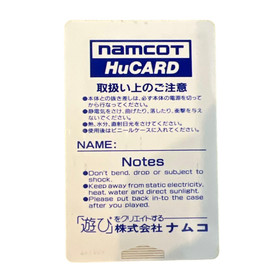 namcot
HuCARD
取扱い上のご注意
●本体との抜き差しは、必ず本体の電源を切って
から行なってください。
●静電気をさけ、曲げたり、落したり、衝撃を与え
ないでください。
●熱、水分、直射日光をさけてください。
●使用後はビニールケースに入れてください。
NAME:
Notes
●Don't bend, drop or subject to
shock.
●Keep away from static electricity,
heat, water and direct sunlight.
●Please put back in-to the case
after you played.
「遊び」をクリエイトする
株式会社ナムコ